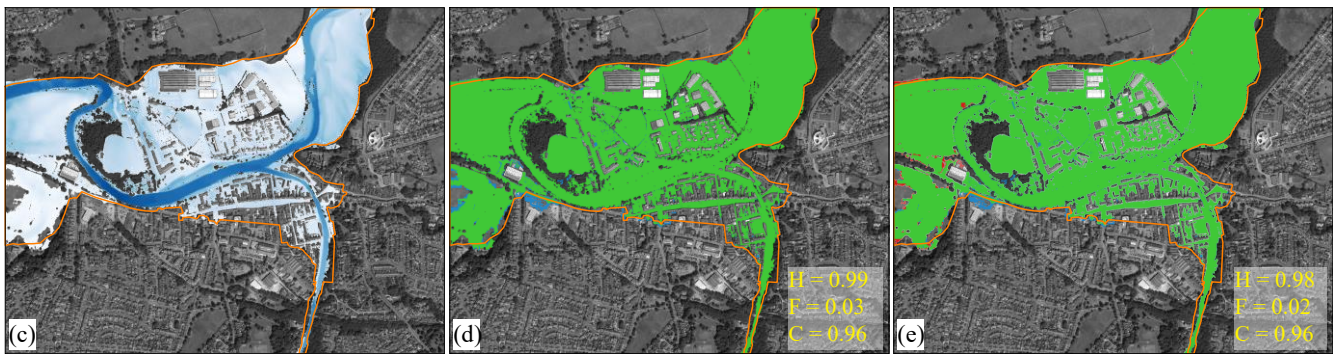 (c)
(d)
H = 0.99
F = 0.03
C = 0.96
(e)
H = 0.98
F = 0.02
C = 0.96